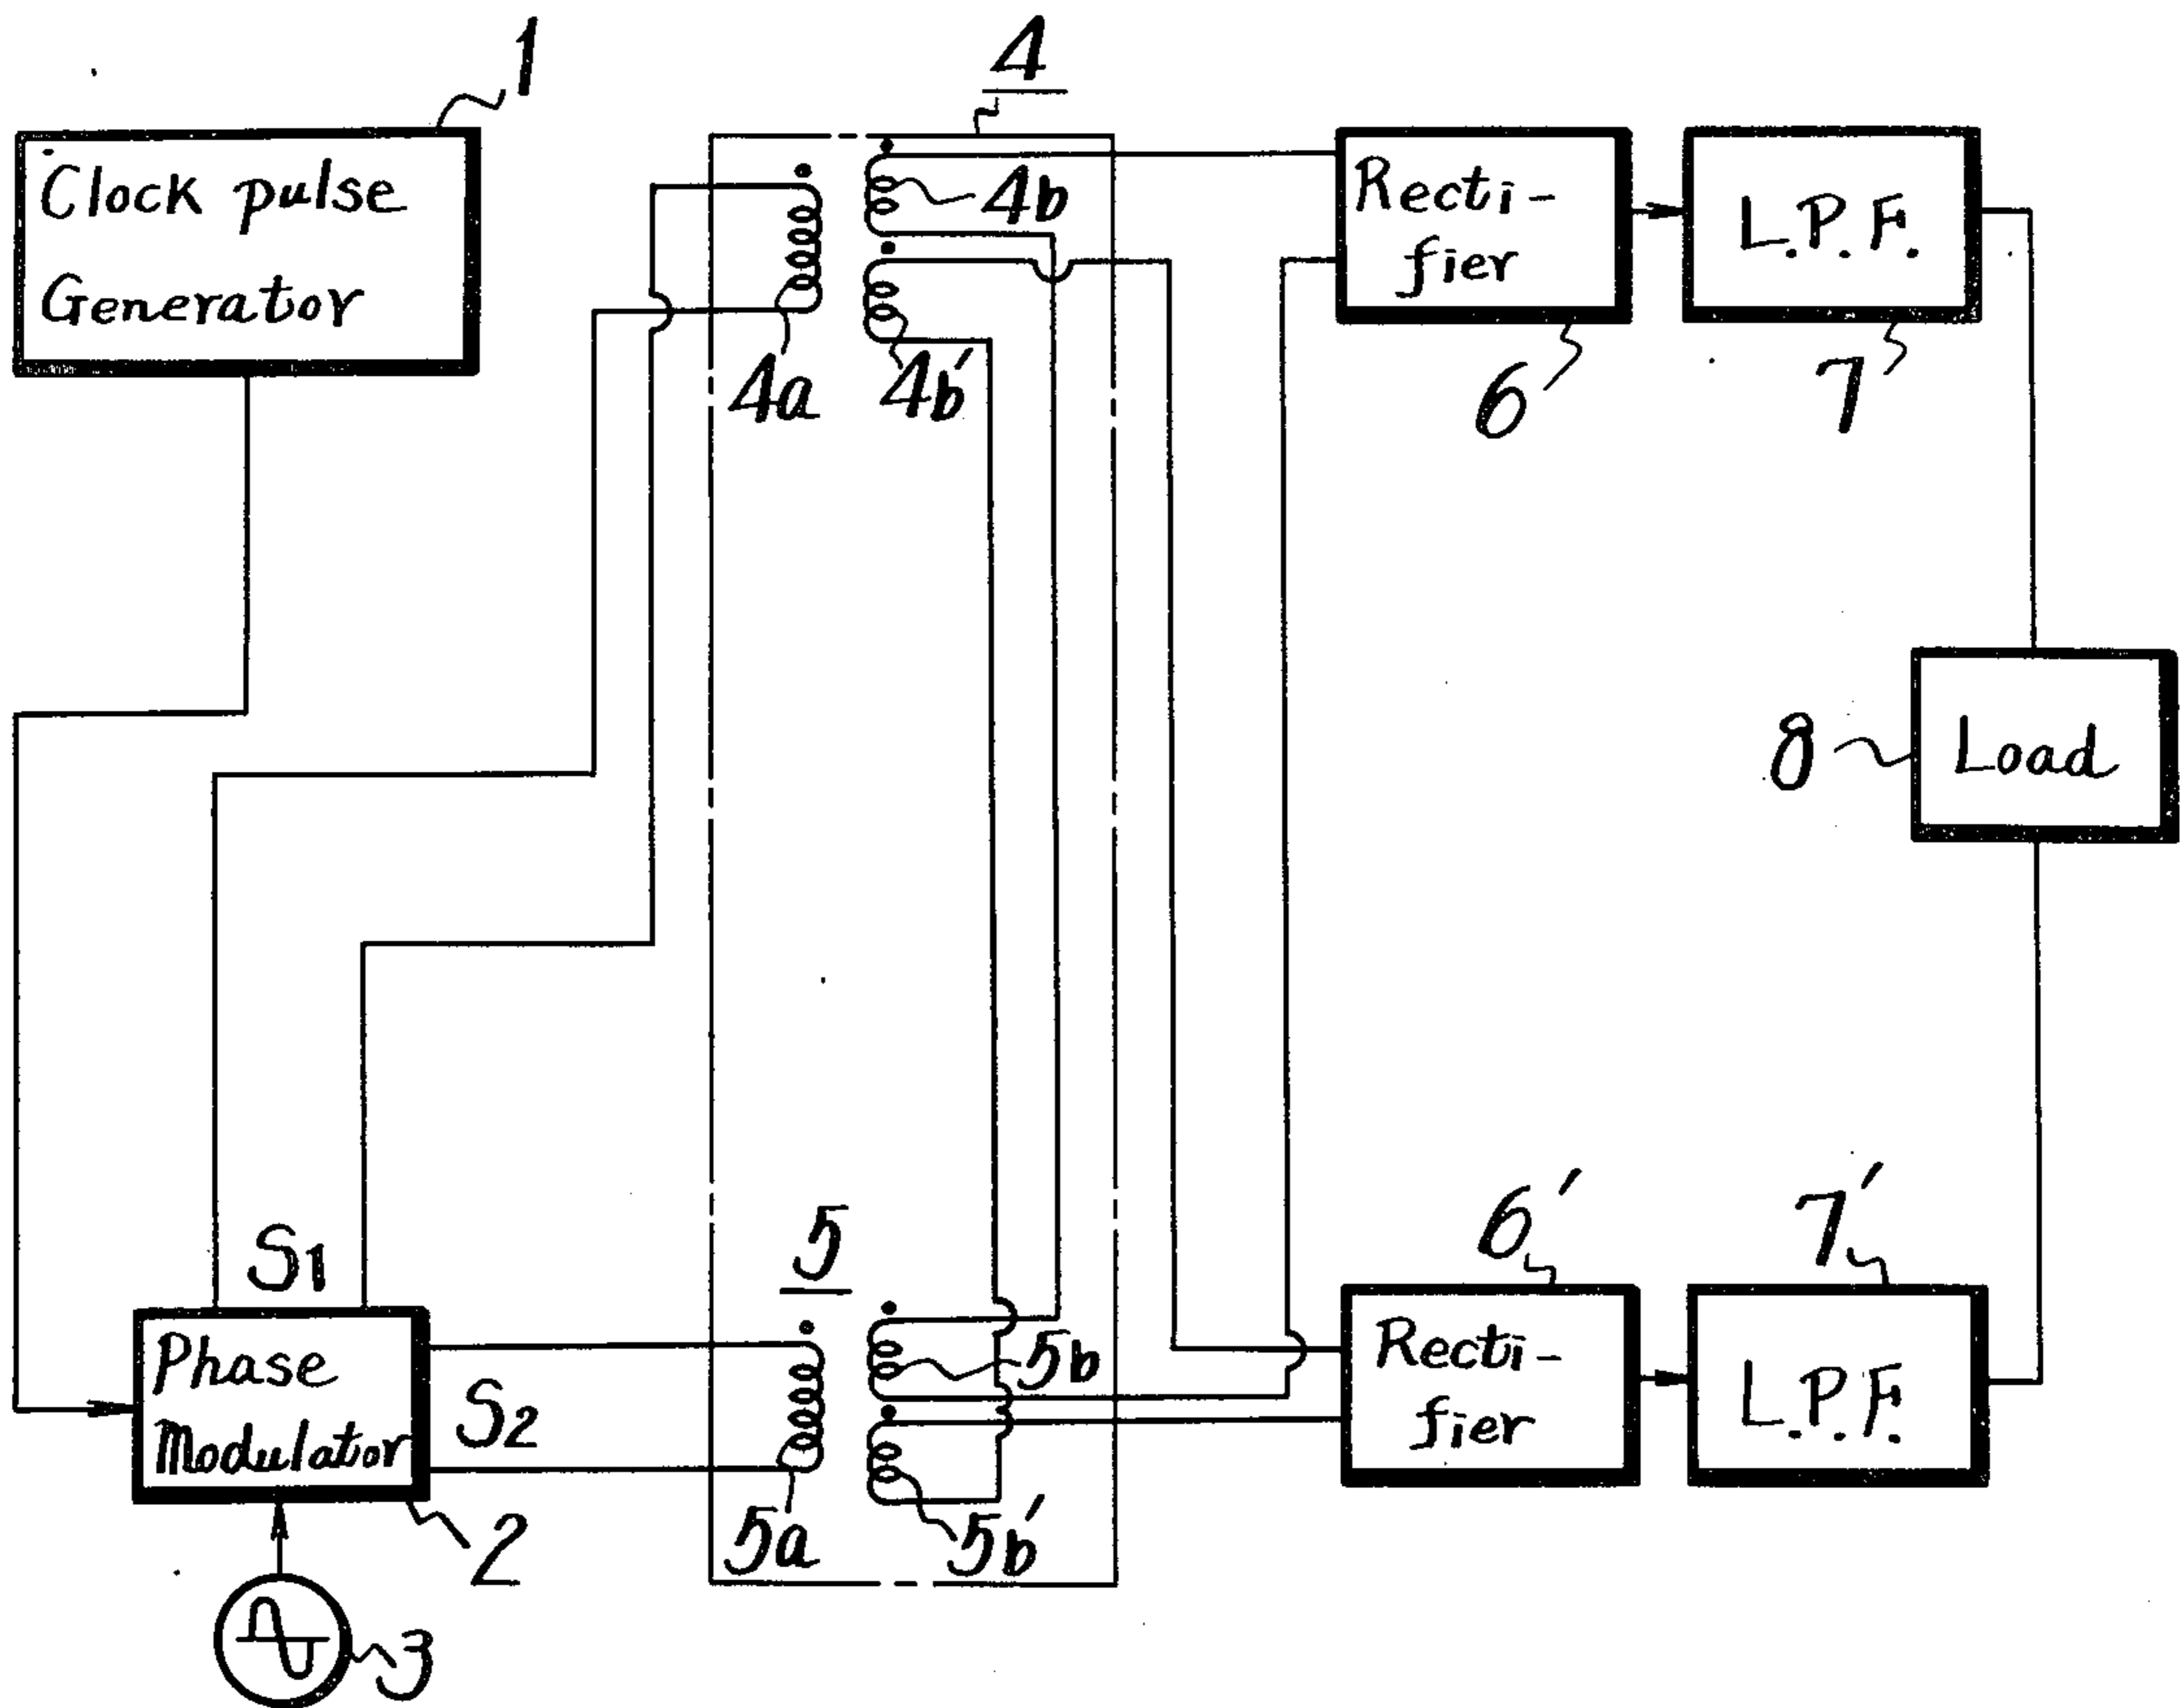 1
4
Clock pulse
Generator
4b
4a
4b'
Recti-
fier
L.P.F.
6
7
8
Load
S1
5
6'
7'
Phase
Modulator
S2
5b
5a
5b'
Recti-
fier
L.P.F.
2
3